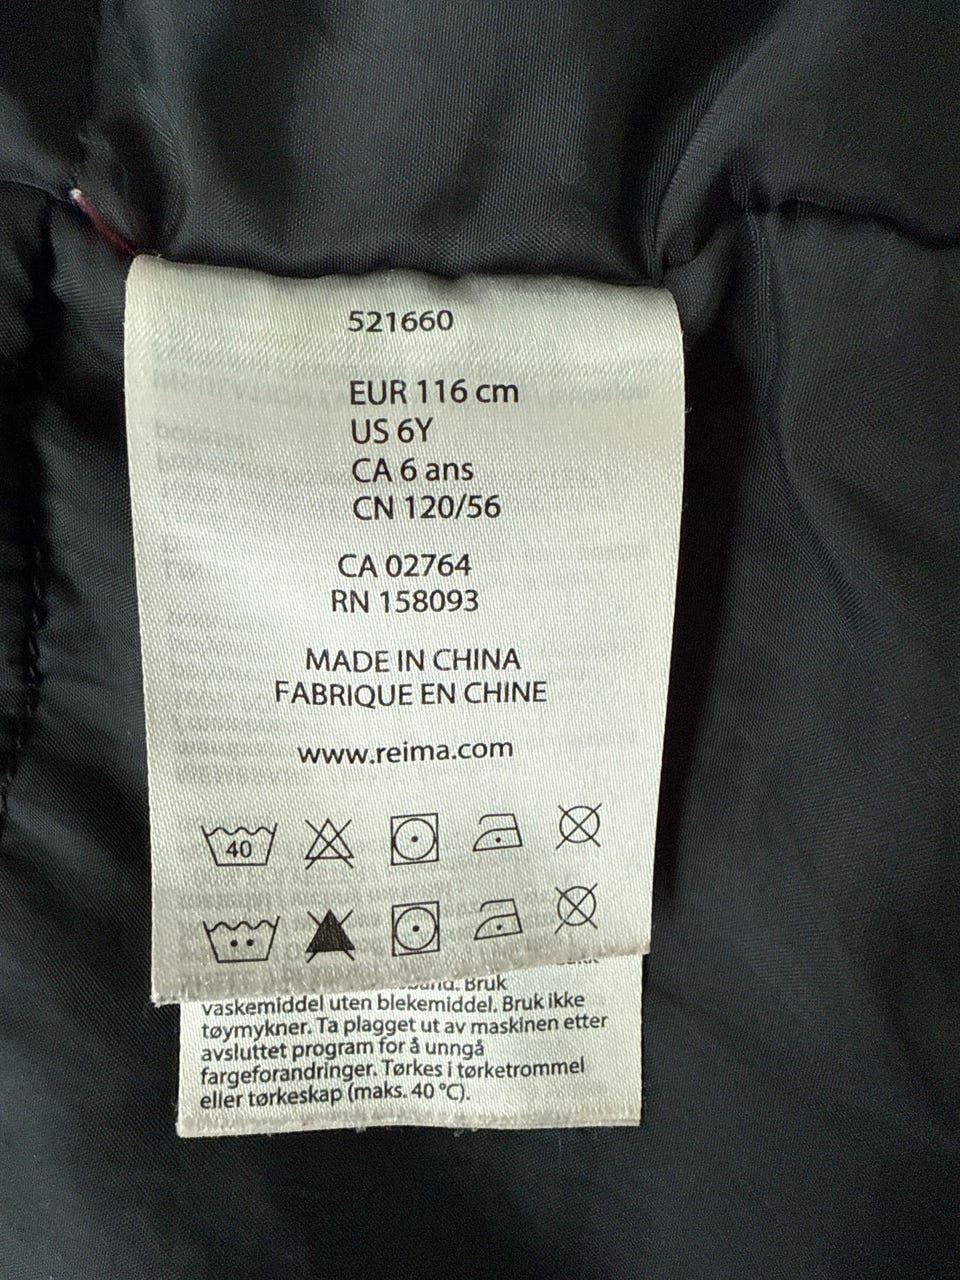 521660
EUR 116 cm
US 6Y
CA 6 ans
CN 120/56
CA 02764
RN 158093
MADE IN CHINA
FABRIQUE EN CHINE
www.reima.com
40
Bruk
vaskemiddel uten blekemiddel. Bruk ikke
tøymykner. Ta plagget ut av maskinen etter
avsluttet program for å unngå
fargeforandringer. Tørkes i tørketrommel
eller tørkeskap (maks. 40 °C).